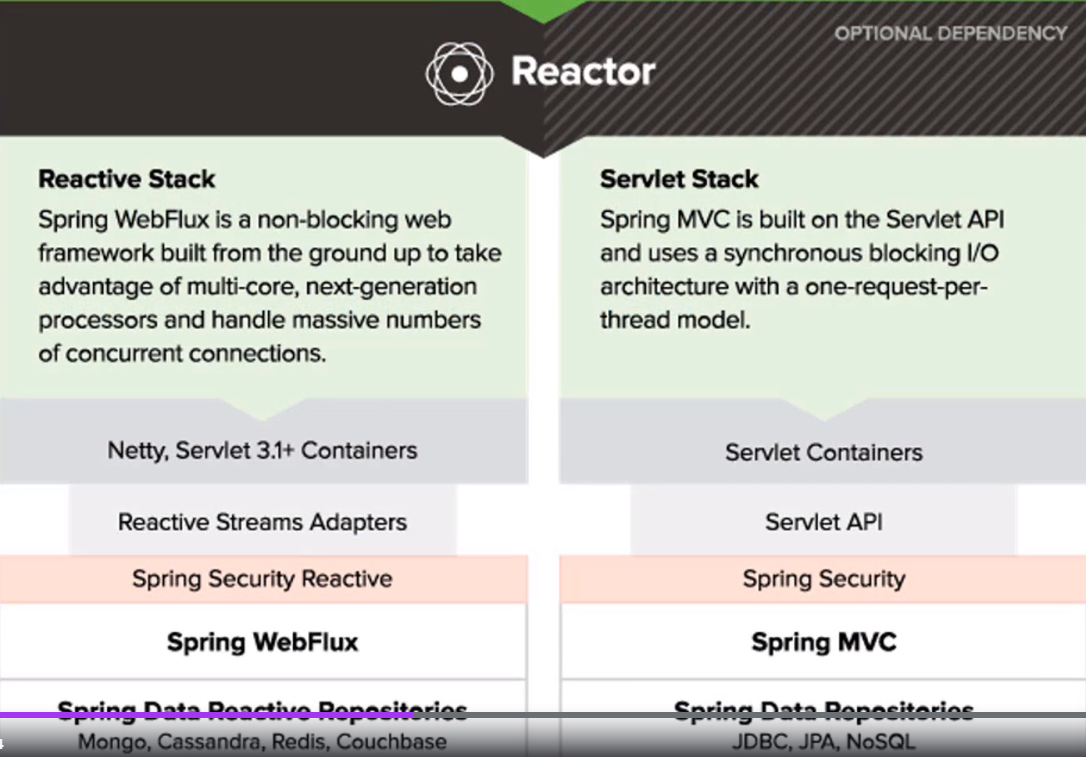 OPTIONAL DEPENDENCY
Reactor
Reactive Stack
Spring WebFlux is a non-blocking web
framework built from the ground up to take
advantage of multi-core, next-generation
processors and handle massive numbers
of concurrent connections.
Netty, Servlet 3.1+ Containers
Reactive Streams Adapters
Spring Security Reactive
Spring WebFlux
Spring Data Reactive Repositories
Mongo, Cassandra, Redis, Couchbase
Servlet Stack
Spring MVC is built on the Servlet API
and uses a synchronous blocking I/O
architecture with a one-request-per-
thread model.
Servlet Containers
Servlet API
Spring Security
Spring MVC
Spring Data Repositories
JDBC, JPA, NoSQL